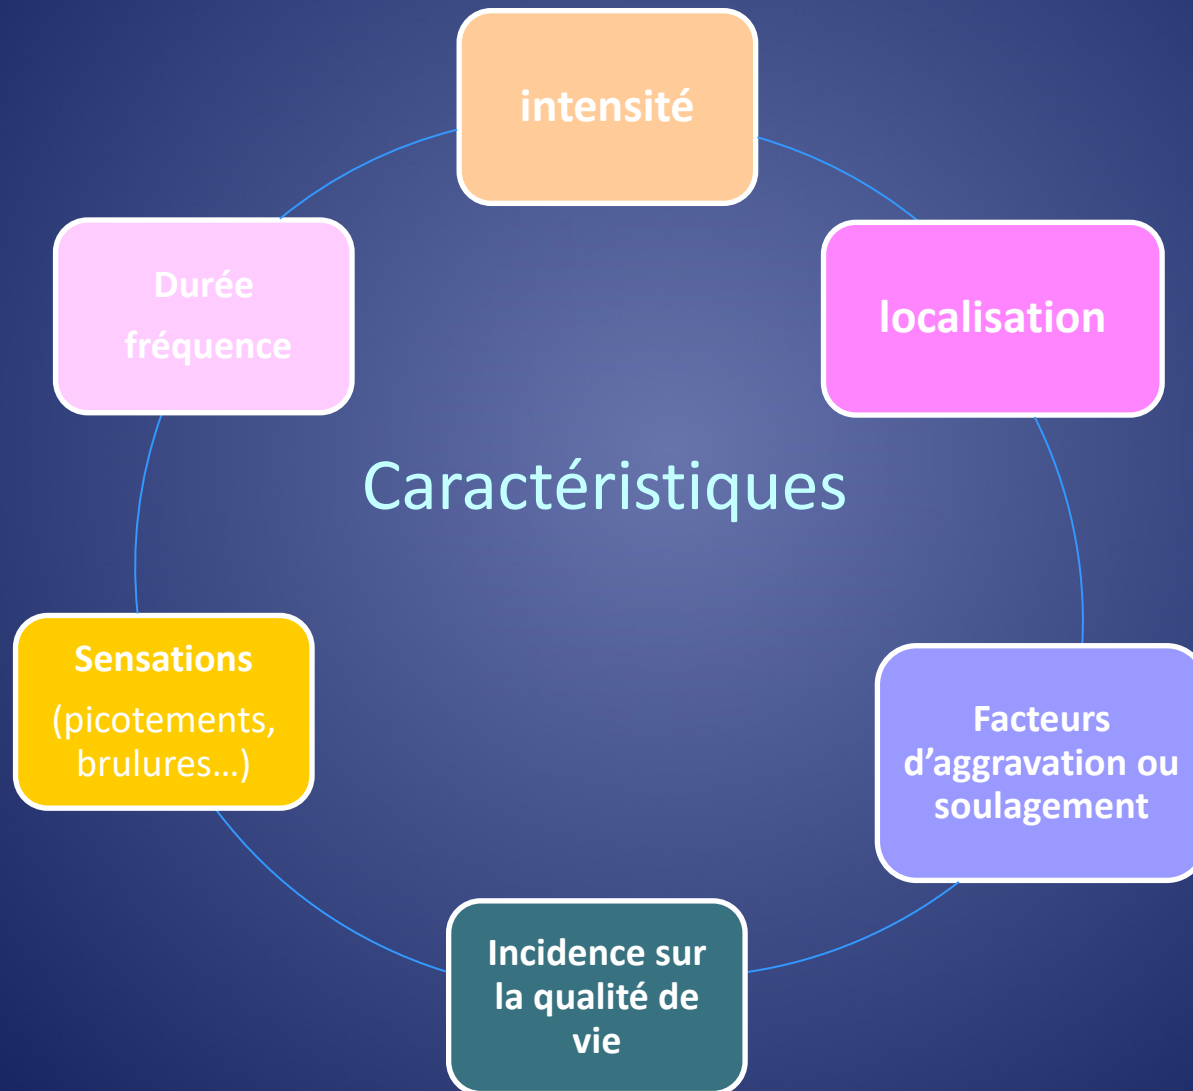 intensité
localisation
Durée
fréquence
Caractéristiques
Sensations
(picotements,
brulures...)
Facteurs
d’aggravation ou
soulagement
Incidence sur
la qualité de
vie